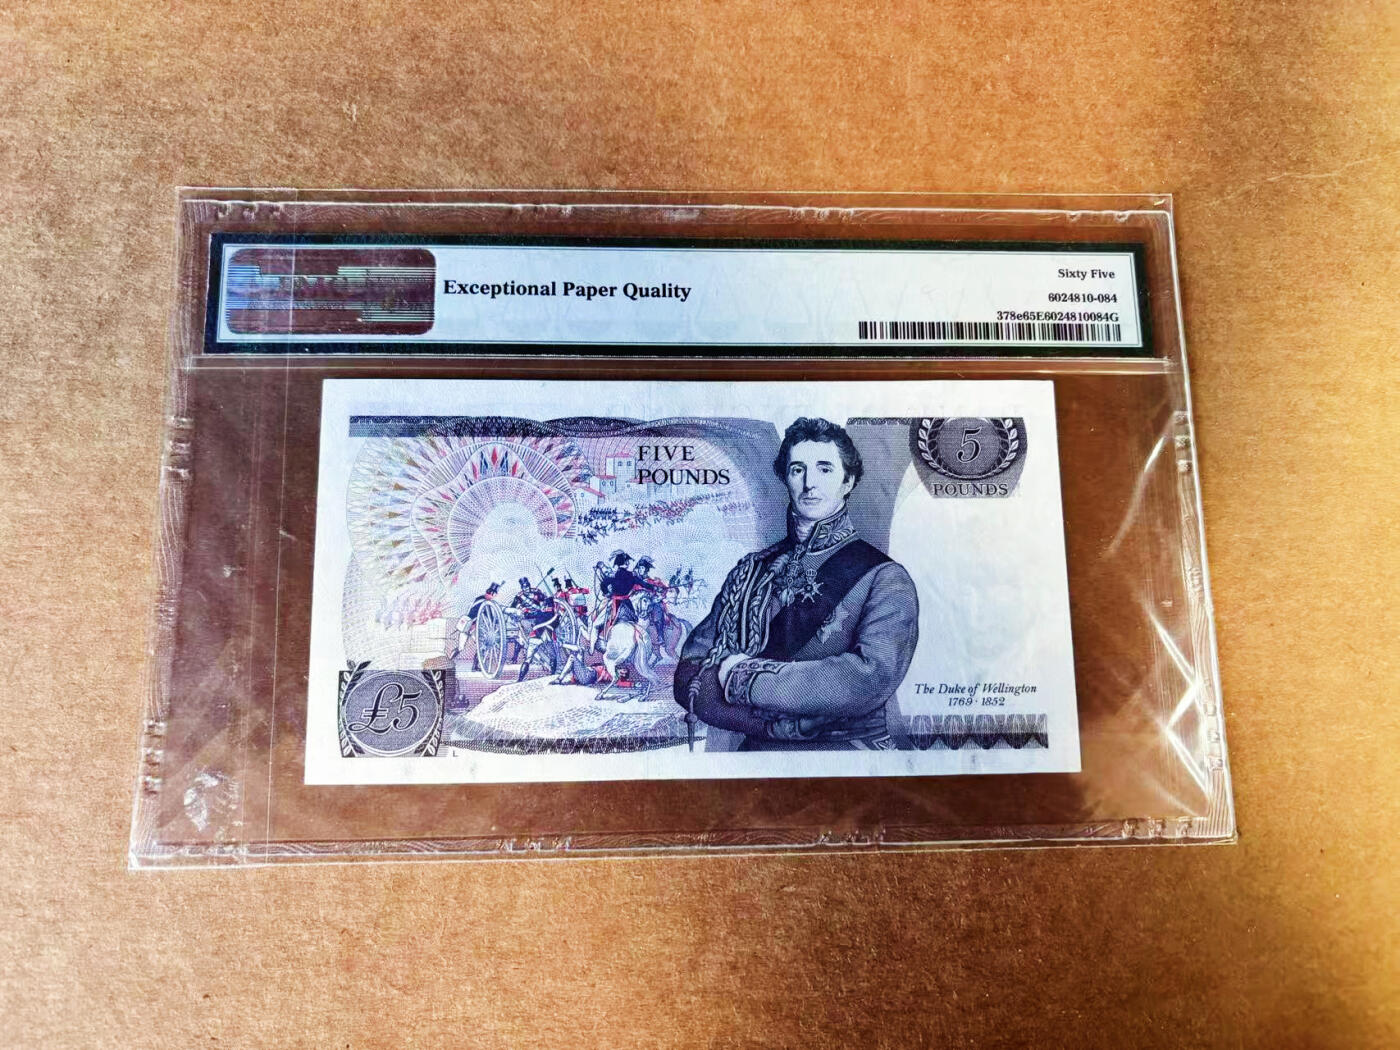 Exceptional Paper Quality
Sixty Five
6024810-084
378e65E6024810084G
FIVE
POUNDS
5
POUNDS
£5
L
The Duke of Wellington
1769 · 1852